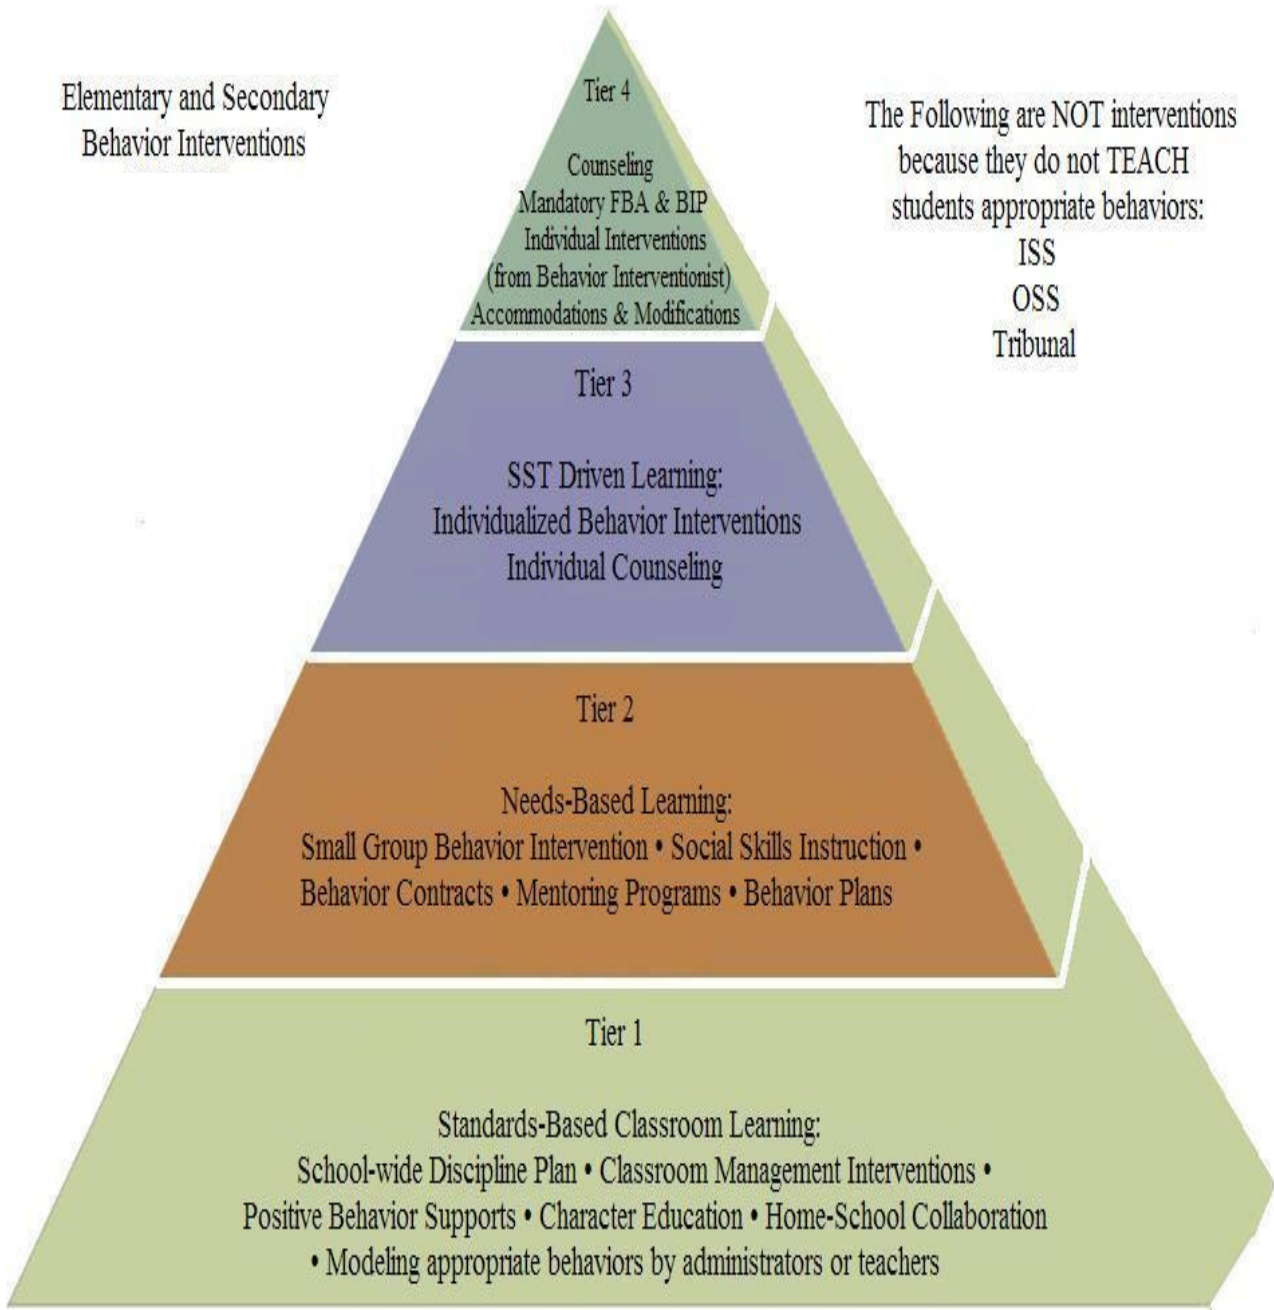 Elementary and Secondary
Behavior Interventions
The Following are NOT interventions
because they do not TEACH
students appropriate behaviors:
ISS
OSS
Tribunal
Tier 4
Counseling
Mandatory FBA & BIP
Individual Interventions
(from Behavior Interventionist)
Accommodations & Modifications
Tier 3
SST Driven Learning:
Individualized Behavior Interventions
Individual Counseling
Tier 2
Needs-Based Learning:
Small Group Behavior Intervention • Social Skills Instruction •
Behavior Contracts • Mentoring Programs • Behavior Plans
Tier 1
Standards-Based Classroom Learning:
School-wide Discipline Plan • Classroom Management Interventions •
Positive Behavior Supports • Character Education • Home-School Collaboration
• Modeling appropriate behaviors by administrators or teachers